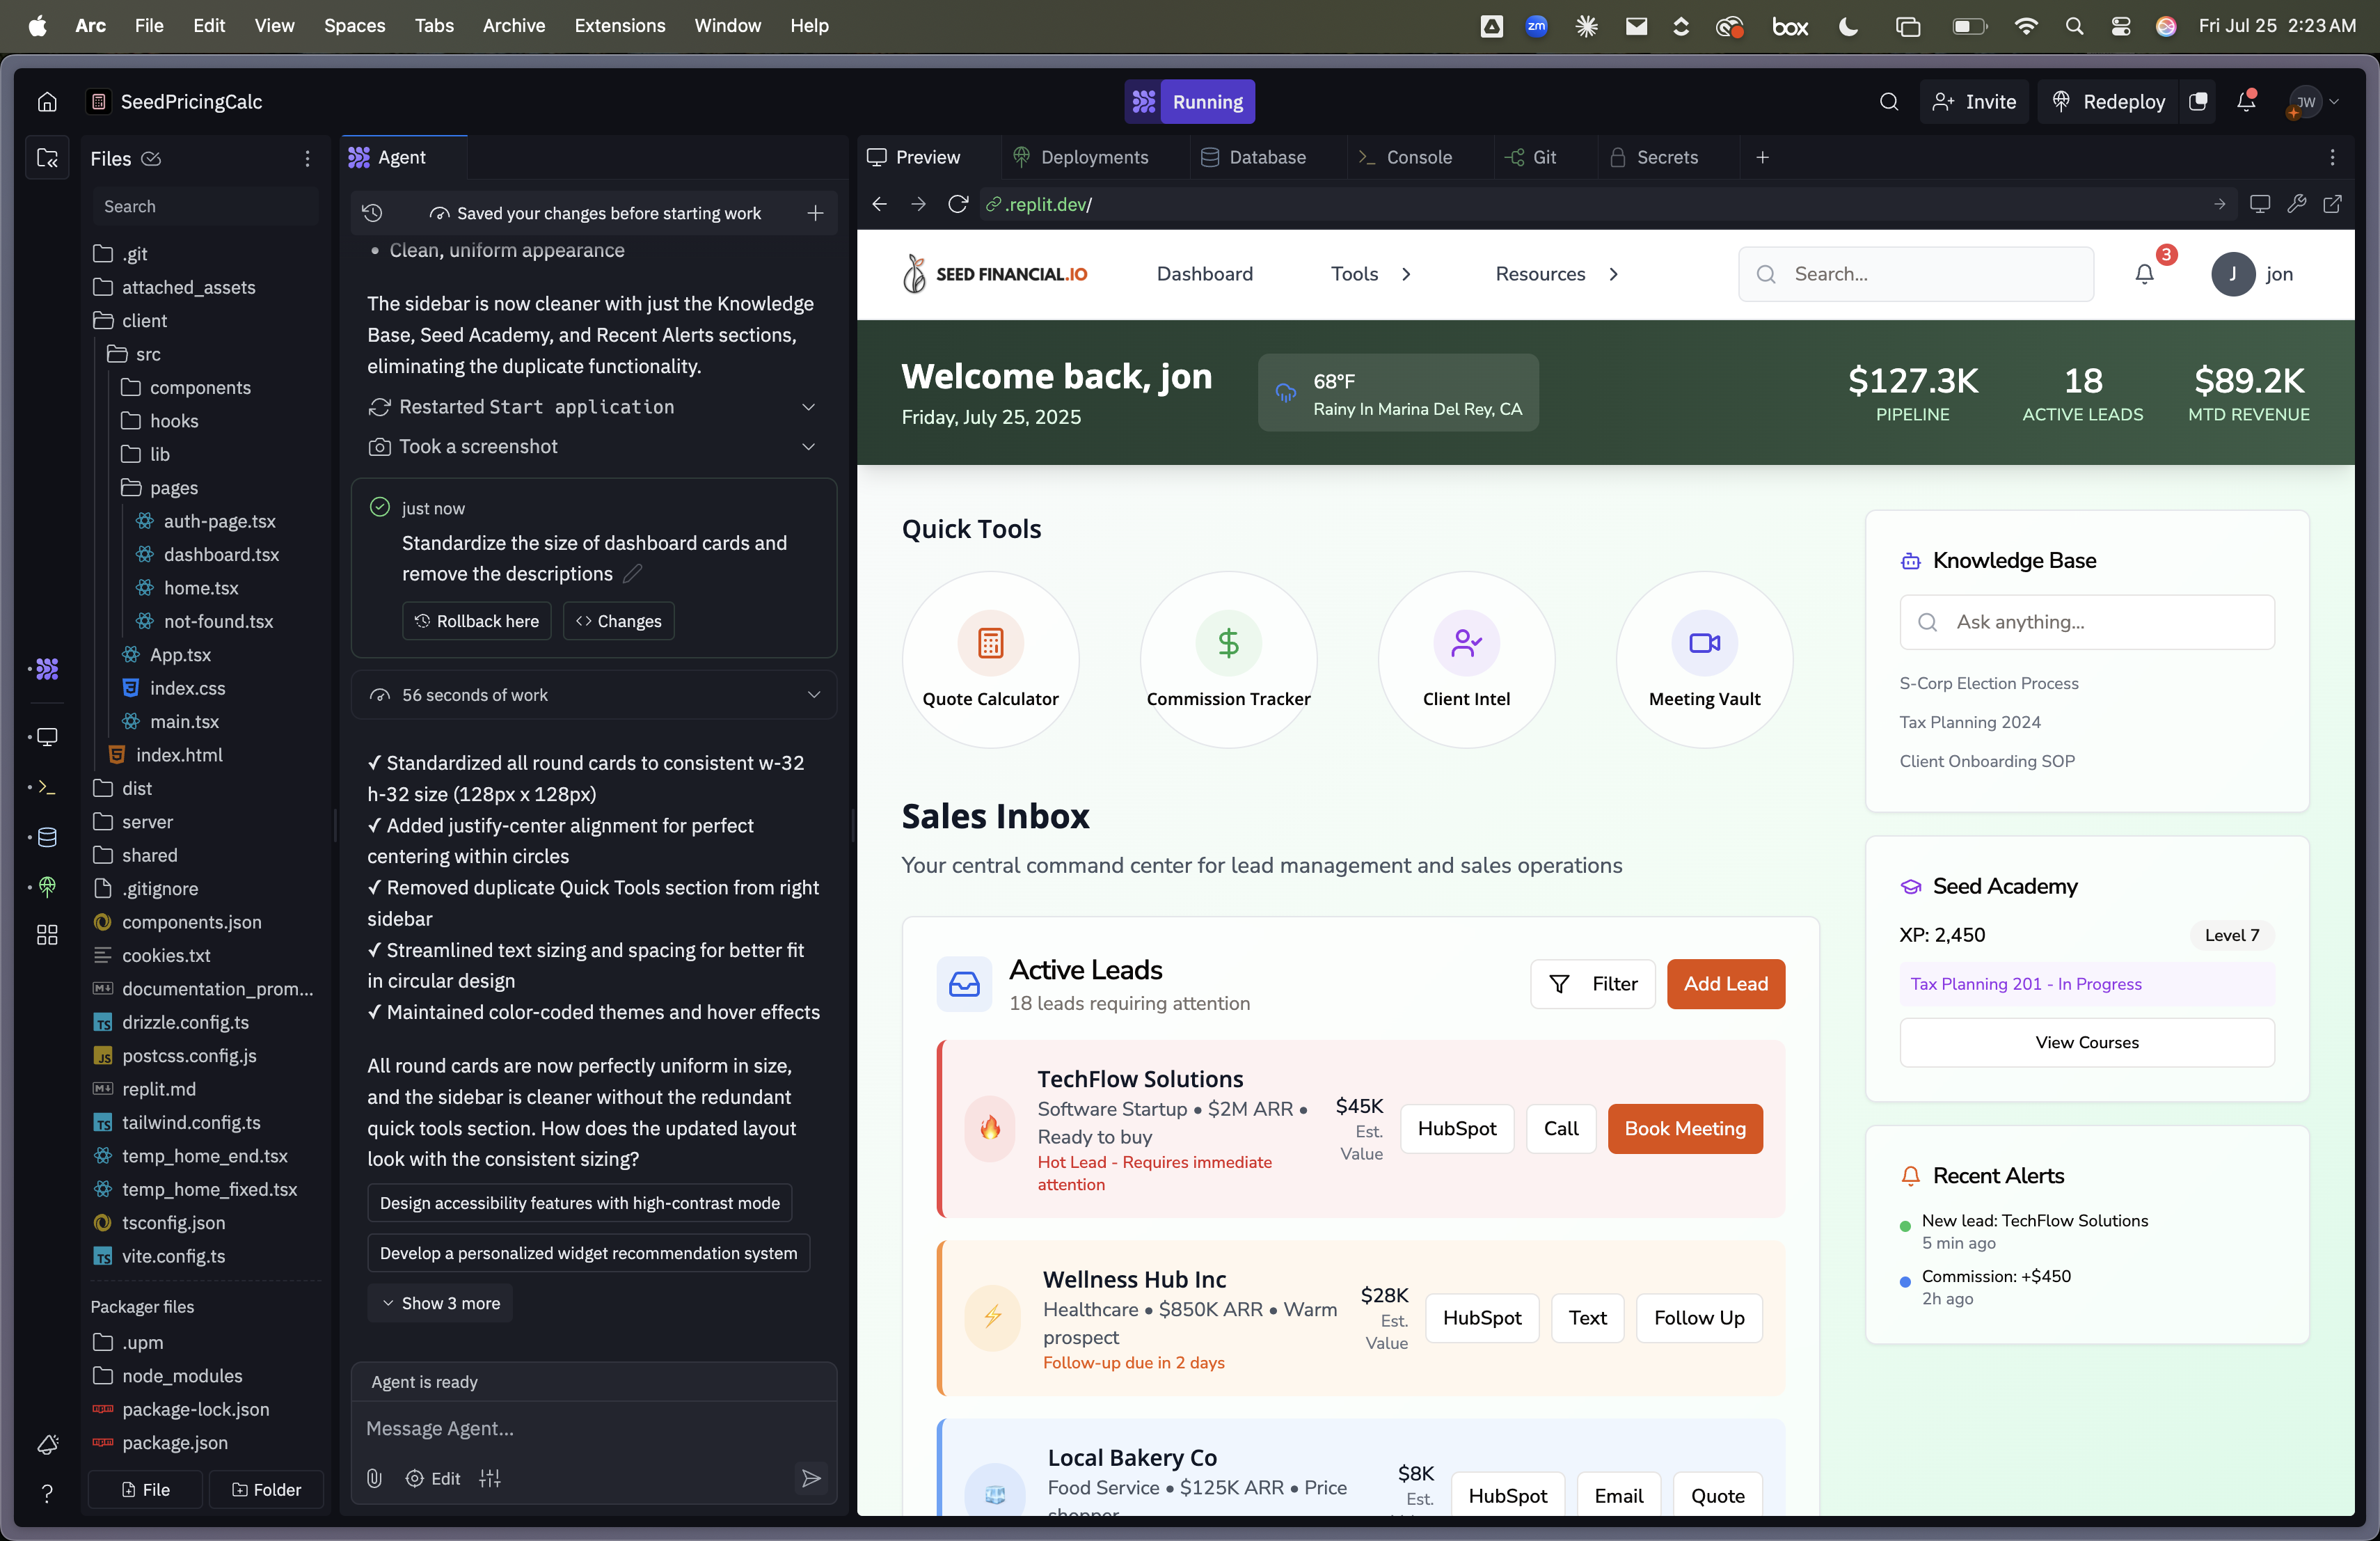 Arc File Edit View Spaces Tabs Archive Extensions Window Help
zm
box
Fri Jul 25 2:23 AM
SeedPricingCalc
Running
Invite
Redeploy
JW
Files
Search
.git
attached_assets
client
src
components
hooks
lib
pages
auth-page.tsx
dashboard.tsx
home.tsx
not-found.tsx
App.tsx
index.css
main.tsx
index.html
dist
server
shared
.gitignore
components.json
cookies.txt
documentation_prom...
drizzle.config.ts
postcss.config.js
replit.md
tailwind.config.ts
temp_home_end.tsx
temp_home_fixed.tsx
tsconfig.json
vite.config.ts
Packager files
.upm
node_modules
package-lock.json
package.json
File
Folder
Agent
Saved your changes before starting work
• Clean, uniform appearance
The sidebar is now cleaner with just the Knowledge
Base, Seed Academy, and Recent Alerts sections,
eliminating the duplicate functionality.
Restarted Start application
Took a screenshot
just now
Standardize the size of dashboard cards and
remove the descriptions
Rollback here
<> Changes
56 seconds of work
✓ Standardized all round cards to consistent w-32
h-32 size (128px x 128px)
✓ Added justify-center alignment for perfect
centering within circles
✓ Removed duplicate Quick Tools section from right
sidebar
✓ Streamlined text sizing and spacing for better fit
in circular design
✓ Maintained color-coded themes and hover effects
All round cards are now perfectly uniform in size,
and the sidebar is cleaner without the redundant
quick tools section. How does the updated layout
look with the consistent sizing?
Design accessibility features with high-contrast mode
Develop a personalized widget recommendation system
Show 3 more
Agent is ready
Message Agent...
Edit
Preview
Deployments
Database
Console
Git
Secrets
.replit.dev/
SEED FINANCIAL.IO
Dashboard
Tools
Resources
Search...
3
J
jon
Welcome back, jon
Friday, July 25, 2025
68°F
Rainy In Marina Del Rey, CA
$127.3K
PIPELINE
18
ACTIVE LEADS
$89.2K
MTD REVENUE
Quick Tools
Quote Calculator
Commission Tracker
Client Intel
Meeting Vault
Sales Inbox
Your central command center for lead management and sales operations
Active Leads
18 leads requiring attention
Filter
Add Lead
TechFlow Solutions
Software Startup • $2M ARR •
Ready to buy
Hot Lead - Requires immediate
attention
$45K
Est.
Value
HubSpot
Call
Book Meeting
Wellness Hub Inc
Healthcare • $850K ARR • Warm
prospect
Follow-up due in 2 days
$28K
Est.
Value
HubSpot
Text
Follow Up
Local Bakery Co
Food Service • $125K ARR • Price
shopper
$8K
Est.
HubSpot
Email
Quote
Knowledge Base
Ask anything...
S-Corp Election Process
Tax Planning 2024
Client Onboarding SOP
Seed Academy
XP: 2,450
Level 7
Tax Planning 201 - In Progress
View Courses
Recent Alerts
New lead: TechFlow Solutions
5 min ago
Commission: +$450
2h ago